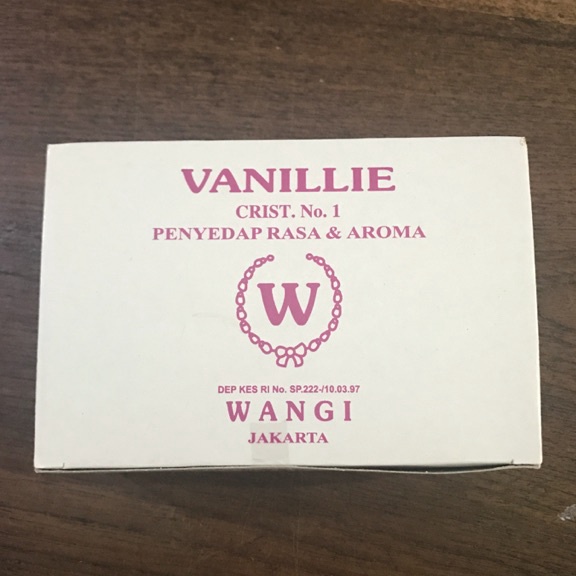 VANILLIE
CRIST. No. 1
PENYEDAP RASA & AROMA
W
DEP KES RI No. SP.222-/10.03.97
WANGI
JAKARTA